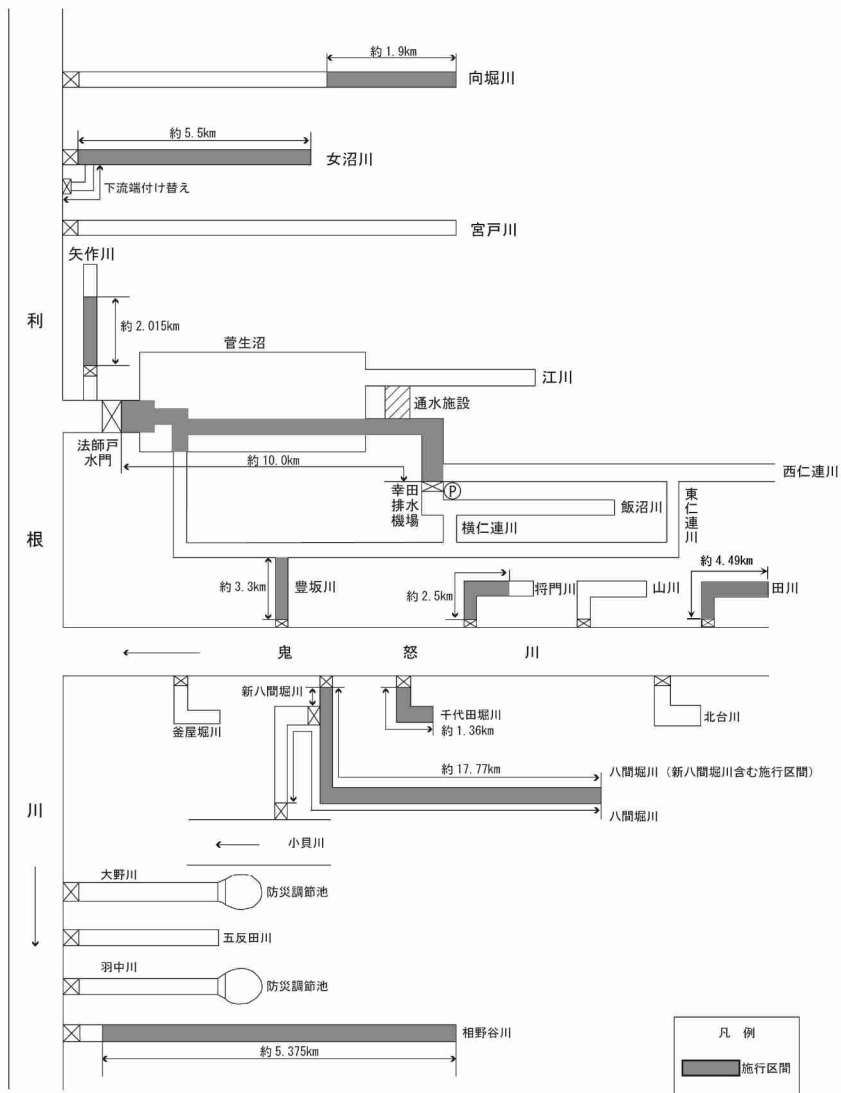 約1.9km
向堀川
約5.5km
女沼川
下流端付け替え
宮戸川
矢作川
約2.015km
菅生沼
江川
通水施設
法師戸
水門
約10.0km
幸田
排水
機場
P
西仁連川
飯沼川
横仁連川
東仁連川
約3.3km
豊坂川
約2.5km
将門川
山川
約4.49km
田川
利根川
鬼怒川
新八間堀川
釜屋堀川
千代田堀川
約1.36km
北台川
約17.77km
八間堀川(新八間堀川含む施行区間)
八間堀川
小貝川
大野川
防災調節池
五反田川
羽中川
防災調節池
相野谷川
約5.375km
凡 例
施行区間